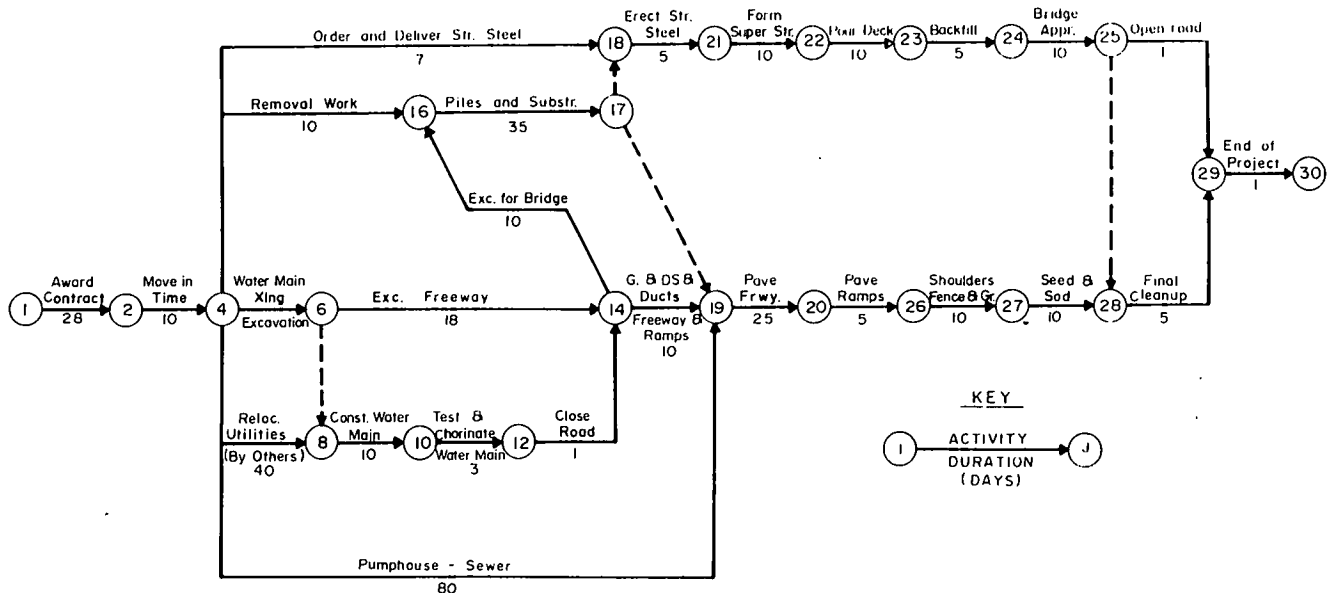 Order and Deliver Str. Steel
7
18
Erect Str.
Steel
5
21
Form
Super Str.
10
22
Pour Deck
10
23
Backfill
5
24
Bridge
Appr.
10
25
Open road
1
Removal Work
10
16
Piles and Substr.
35
17
Exc. for Bridge
10
End of
Project
1
29
30
1
Award
Contract
28
2
Move in
Time
10
4
Water Main
Xing
Excavation
6
Exc. Freeway
18
14
G. & DS &
Ducts
Freeway &
Ramps
10
19
Pave
Frwy.
25
20
Pave
Ramps
5
26
Shoulders
Fence & Gr.
10
27
Seed &
Sod
10
28
Final
Cleanup
5
Reloc.
Utilities
(By Others)
40
8
Const. Water
Main
10
10
Test &
Chorinate
Water Main
3
12
Close
Road
1
Pumphouse - Sewer
80
KEY
I
ACTIVITY
DURATION
(DAYS)
J